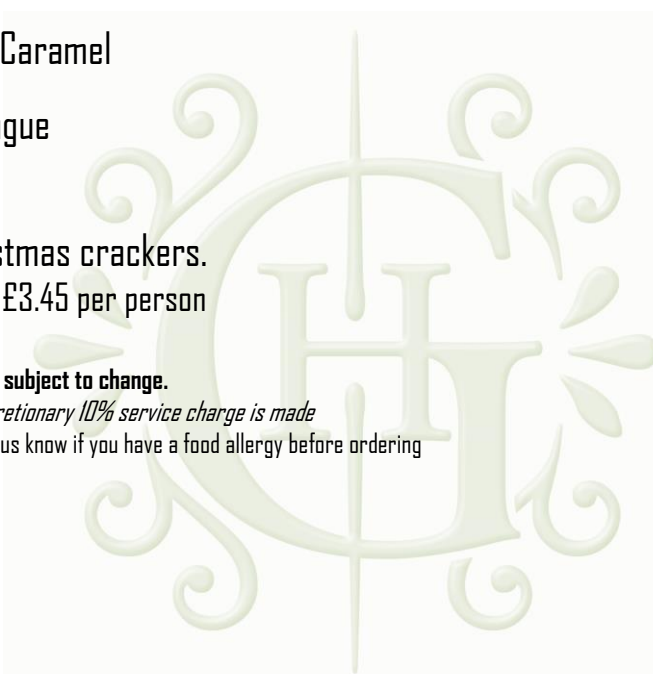 Caramel
gue
stmas crackers.
£3.45 per person
subject to change.
retionary 10% service charge is made
us know if you have a food allergy before ordering
GH